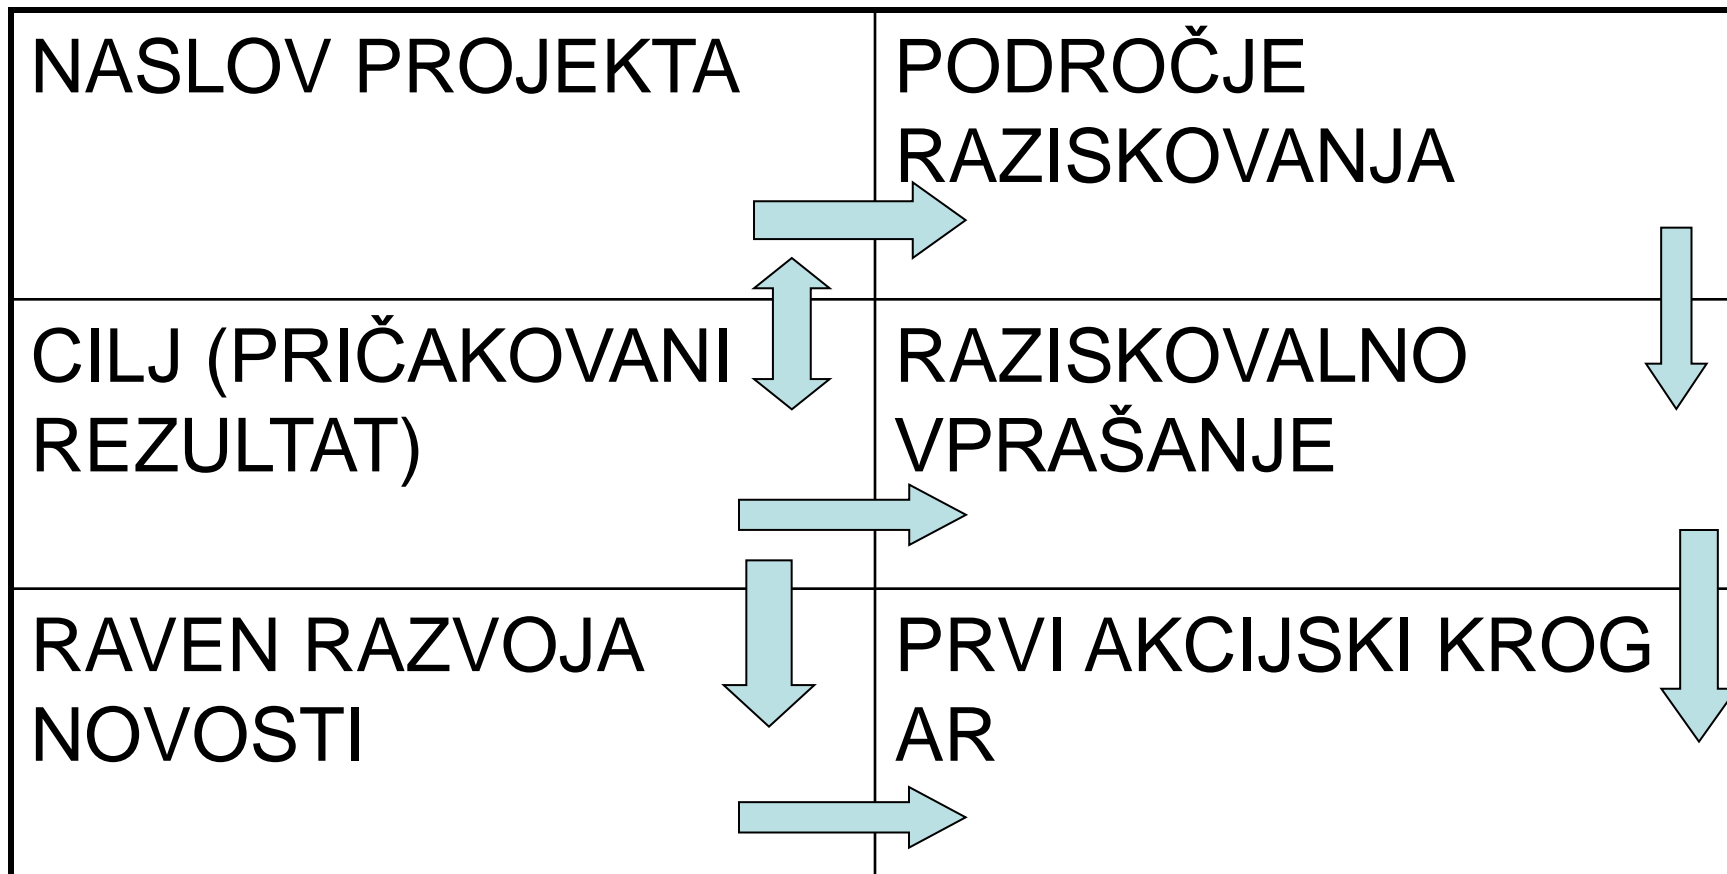 NASLOV PROJEKTA
PODROČJE
RAZISKOVANJA
CILJ (PRIČAKOVANI
REZULTAT)
RAZISKOVALNO
VPRAŠANJE
RAVEN RAZVOJA
NOVOSTI
PRVI AKCIJSKI KROG
AR